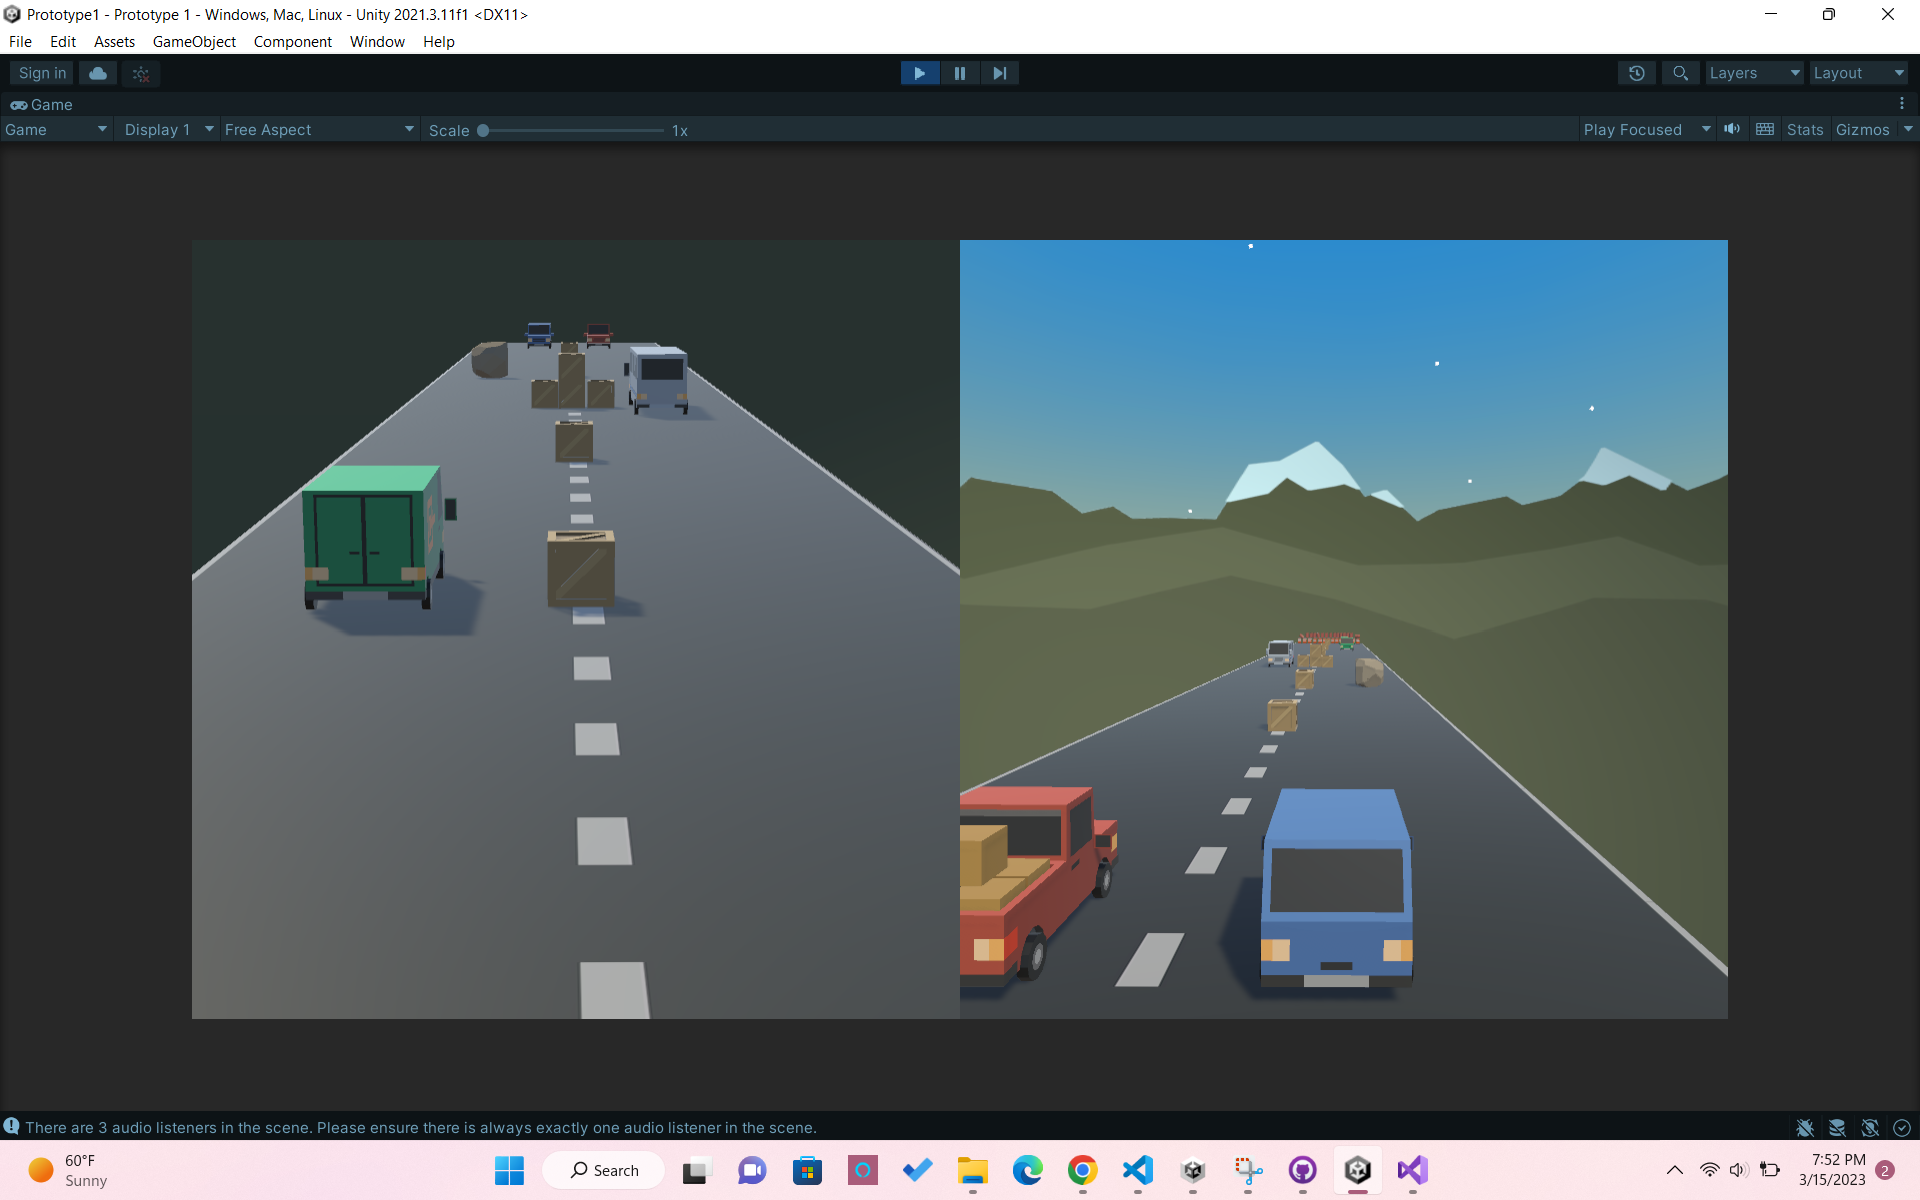 Prototype1 - Prototype 1 - Windows, Mac, Linux - Unity 2021.3.11f1 <DX11>
File Edit Assets GameObject Component Window Help
Sign in Layers Layout
Game
Game Display 1 Free Aspect Scale 1x Play Focused Stats Gizmos
There are 3 audio listeners in the scene. Please ensure there is always exactly one audio listener in the scene.
60°F
Sunny
Search
7:52 PM
3/15/2023
2